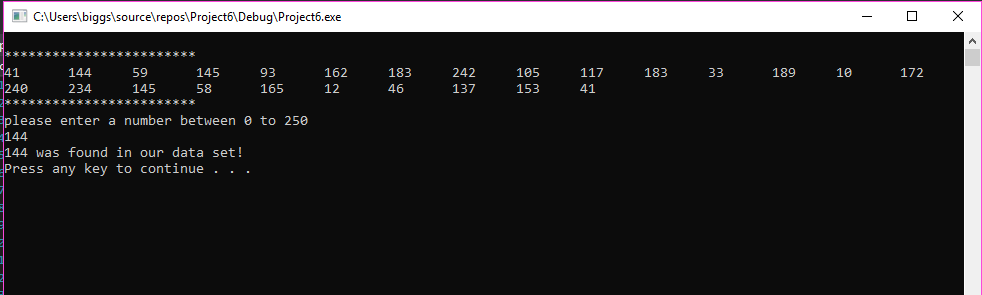 C:\Users\biggs\source\repos\Project6\Debug\Project6.exe
************************
41 144 59 145 93 162 183 242 105 117 183 33 189 10 172
240 234 145 58 165 12 46 137 153 41
************************
please enter a number between 0 to 250
144
144 was found in our data set!
Press any key to continue . . .